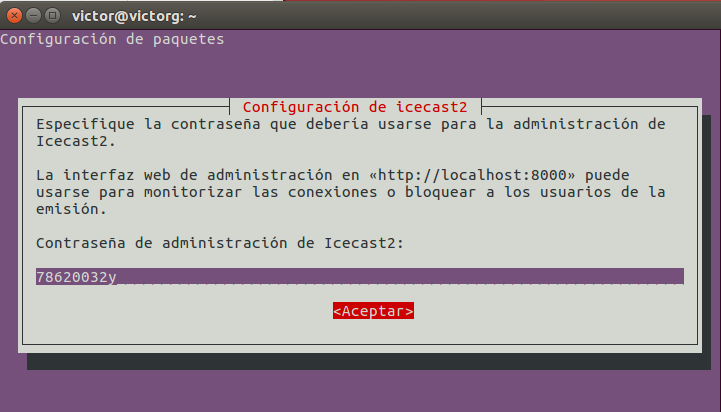 victor@victorg: ~
Configuración de paquetes
Configuración de icecast2
Especifique la contraseña que debería usarse para la administración de
Icecast2.
La interfaz web de administración en «http://localhost:8000» puede
usarse para monitorizar las conexiones o bloquear a los usuarios de la
emisión.
Contraseña de administración de Icecast2:
78620032y
<Aceptar>